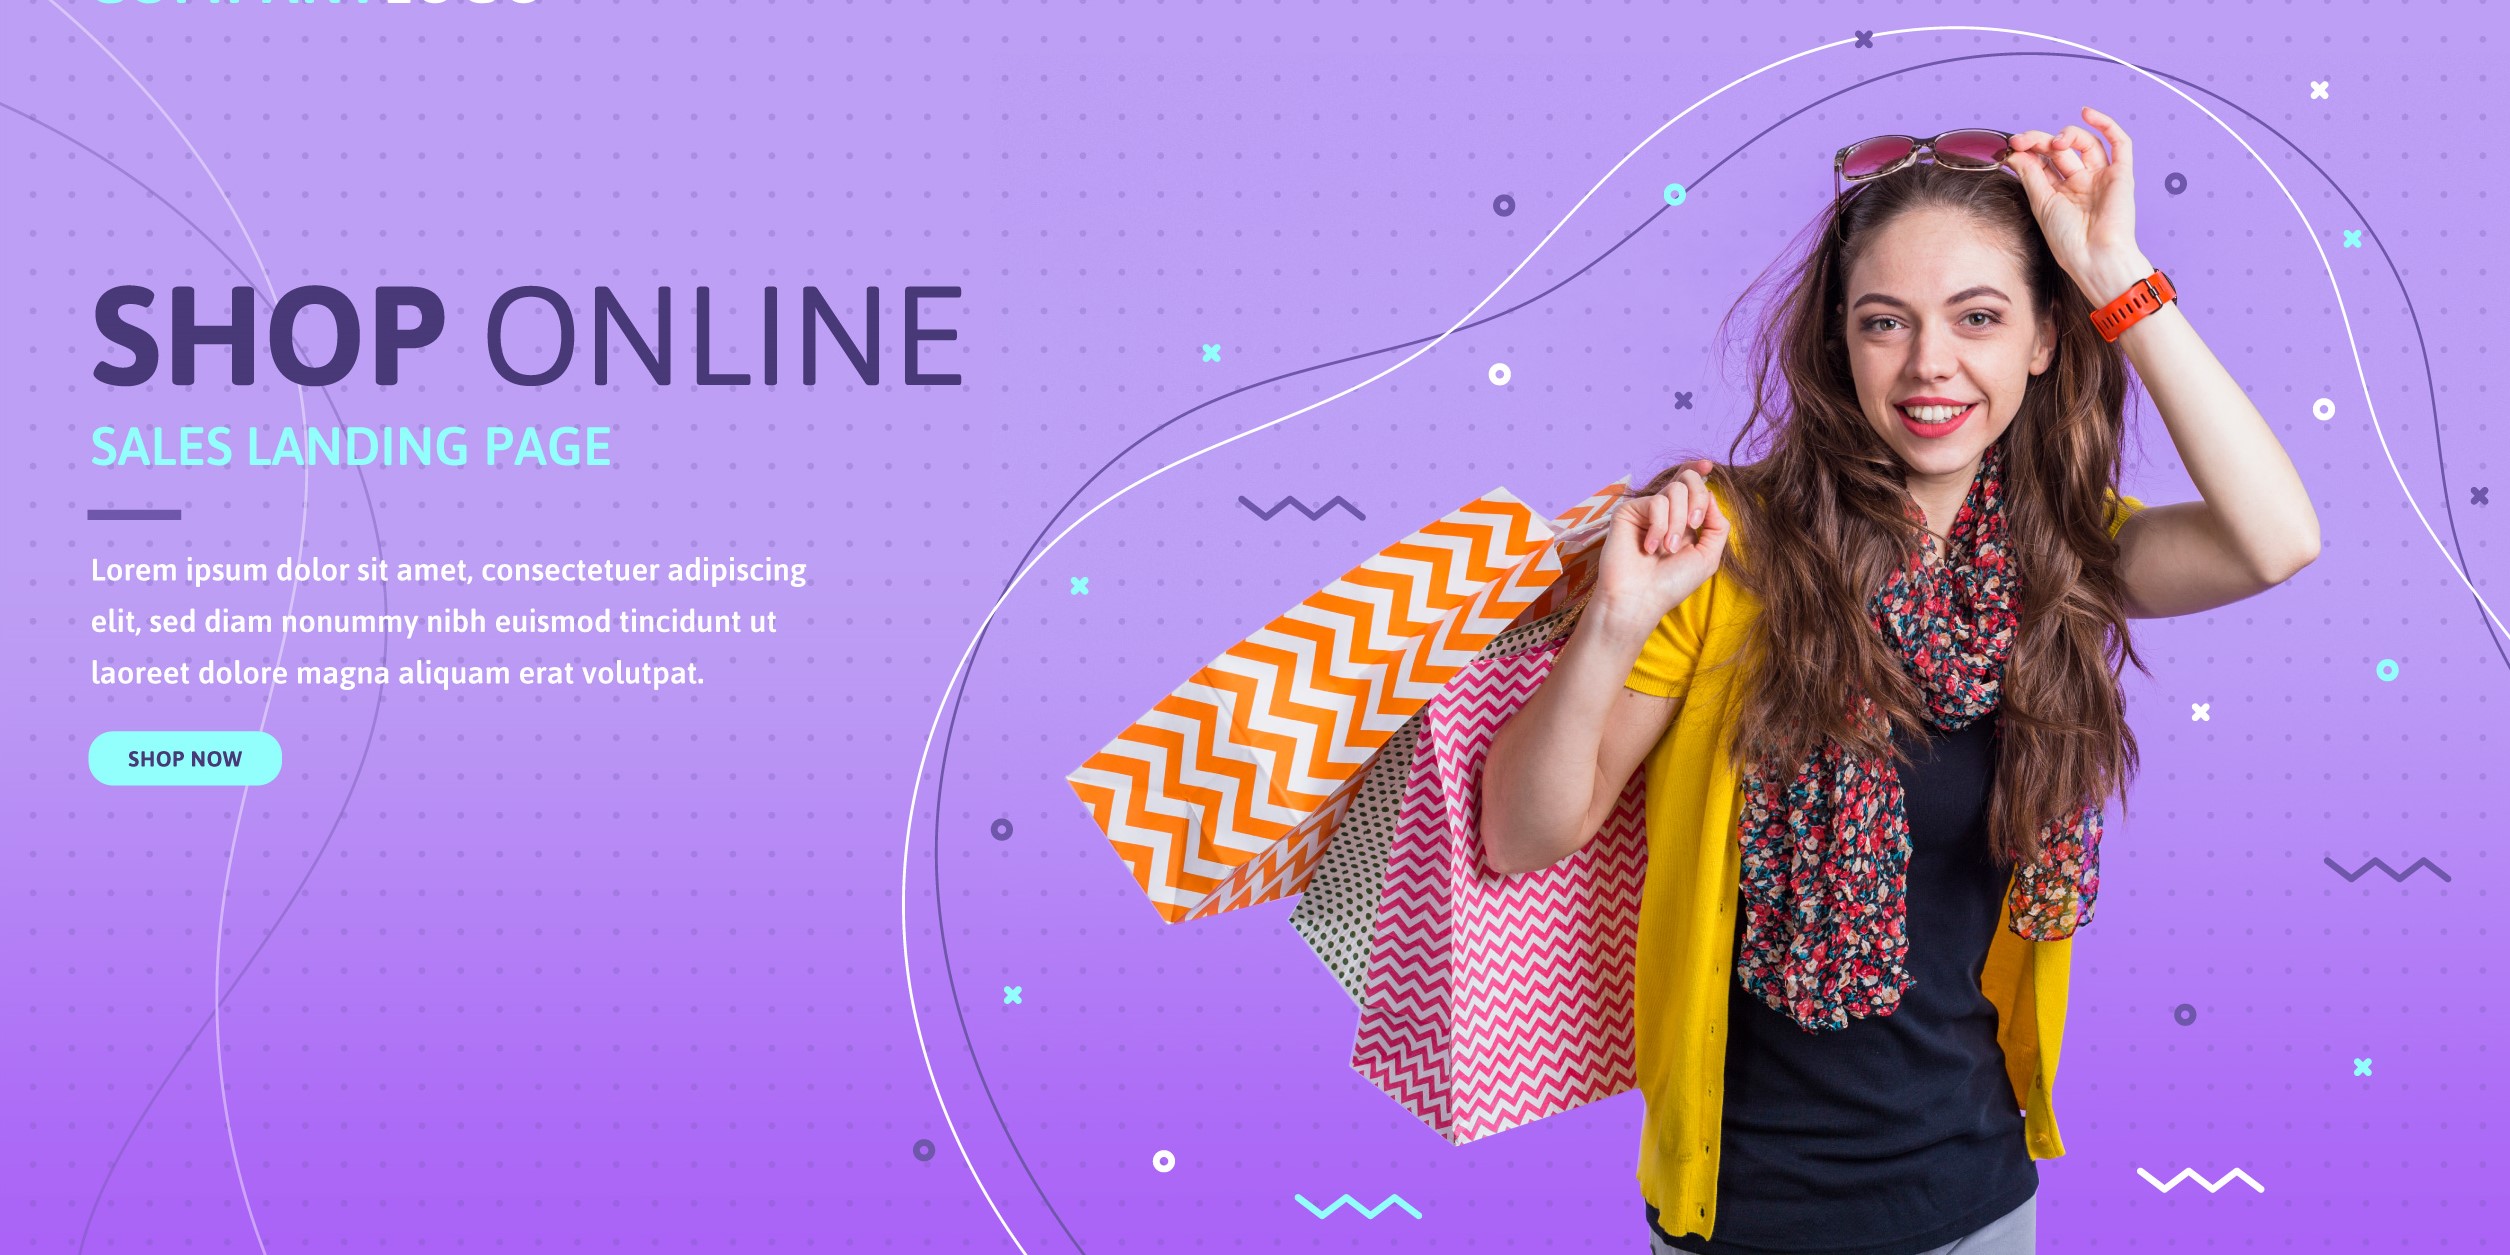 SHOP ONLINE
SALES LANDING PAGE
Lorem ipsum dolor sit amet, consectetuer adipiscing
elit, sed diam nonummy nibh euismod tincidunt ut
laoreet dolore magna aliquam erat volutpat.
SHOP NOW